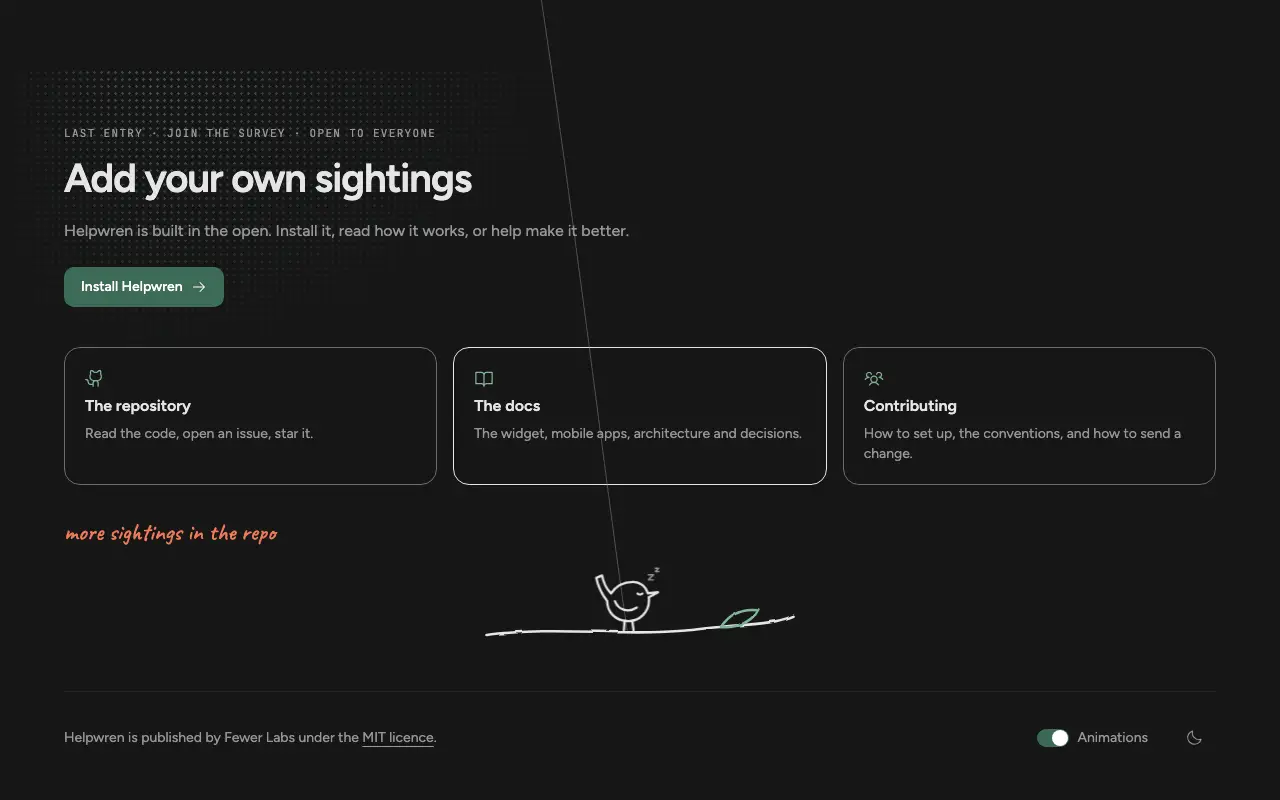 LAST ENTRY · JOIN THE SURVEY · OPEN TO EVERYONE
Add your own sightings
Helpwren is built in the open. Install it, read how it works, or help make it better.
Install Helpwren →
The repository
Read the code, open an issue, star it.
The docs
The widget, mobile apps, architecture and decisions.
Contributing
How to set up, the conventions, and how to send a
change.
more sightings in the repo
z z
Helpwren is published by Fewer Labs under the MIT licence.
Animations